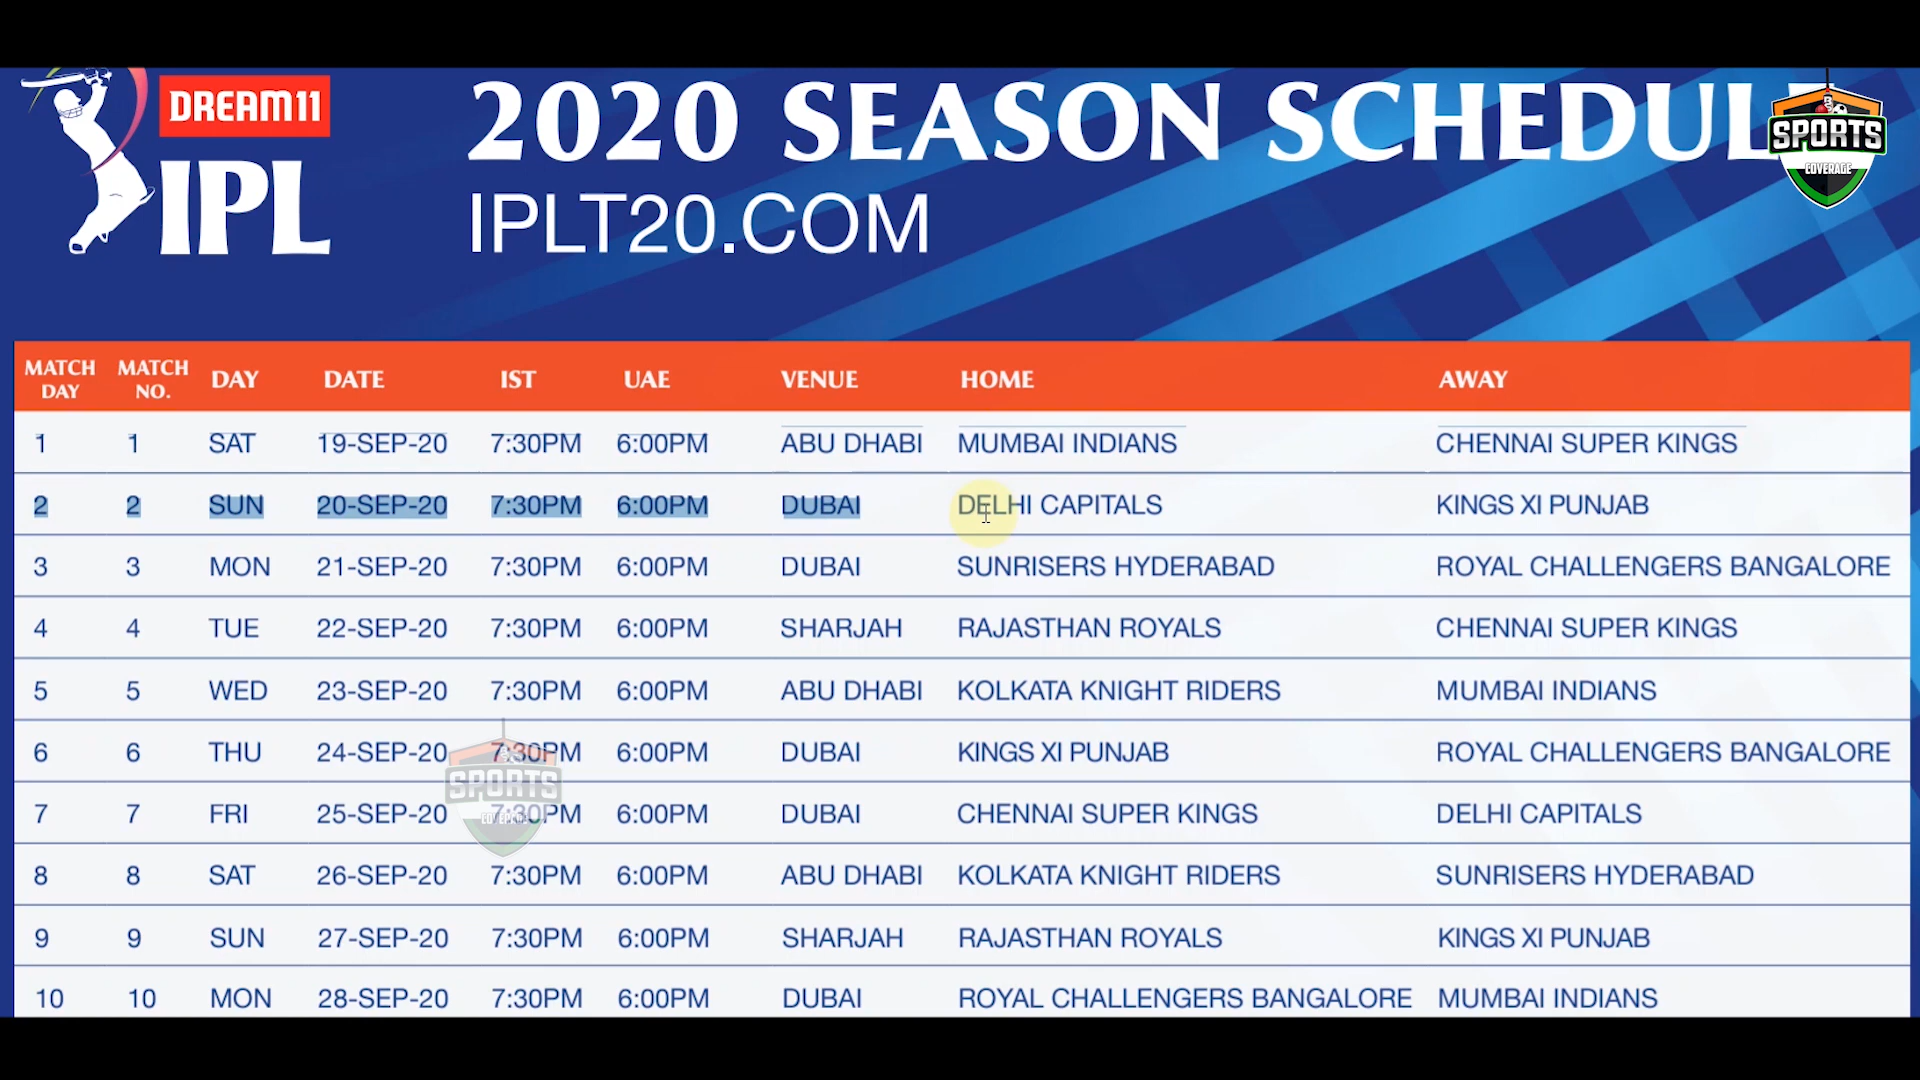 DREAM11
IPL
2020 SEASON SCHEDUL
IPLT20.COM
SPORTS
COVERAGE
MATCH DAY MATCH NO. DAY DATE IST UAE VENUE HOME AWAY
1 1 SAT 19-SEP-20 7:30PM 6:00PM ABU DHABI MUMBAI INDIANS CHENNAI SUPER KINGS
2 2 SUN 20-SEP-20 7:30PM 6:00PM DUBAI DELHI CAPITALS KINGS XI PUNJAB
3 3 MON 21-SEP-20 7:30PM 6:00PM DUBAI SUNRISERS HYDERABAD ROYAL CHALLENGERS BANGALORE
4 4 TUE 22-SEP-20 7:30PM 6:00PM SHARJAH RAJASTHAN ROYALS CHENNAI SUPER KINGS
5 5 WED 23-SEP-20 7:30PM 6:00PM ABU DHABI KOLKATA KNIGHT RIDERS MUMBAI INDIANS
6 6 THU 24-SEP-20 7:30PM 6:00PM DUBAI KINGS XI PUNJAB ROYAL CHALLENGERS BANGALORE
SPORTS
COVERAGE
7 7 FRI 25-SEP-20 7:30PM 6:00PM DUBAI CHENNAI SUPER KINGS DELHI CAPITALS
8 8 SAT 26-SEP-20 7:30PM 6:00PM ABU DHABI KOLKATA KNIGHT RIDERS SUNRISERS HYDERABAD
9 9 SUN 27-SEP-20 7:30PM 6:00PM SHARJAH RAJASTHAN ROYALS KINGS XI PUNJAB
10 10 MON 28-SEP-20 7:30PM 6:00PM DUBAI ROYAL CHALLENGERS BANGALORE MUMBAI INDIANS